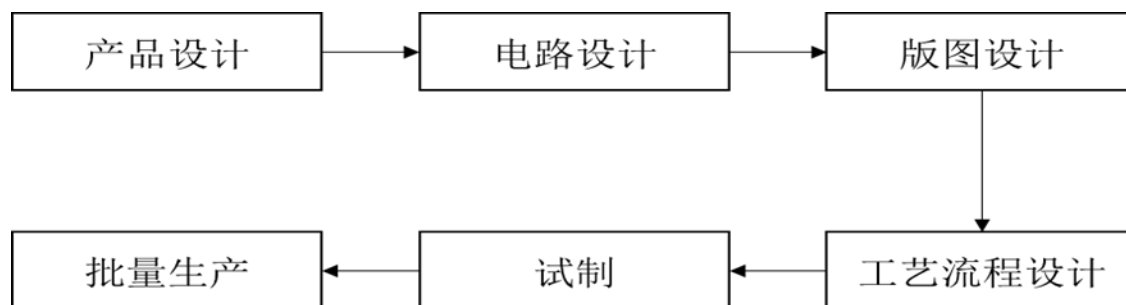 产品设计
电路设计
版图设计
工艺流程设计
试制
批量生产